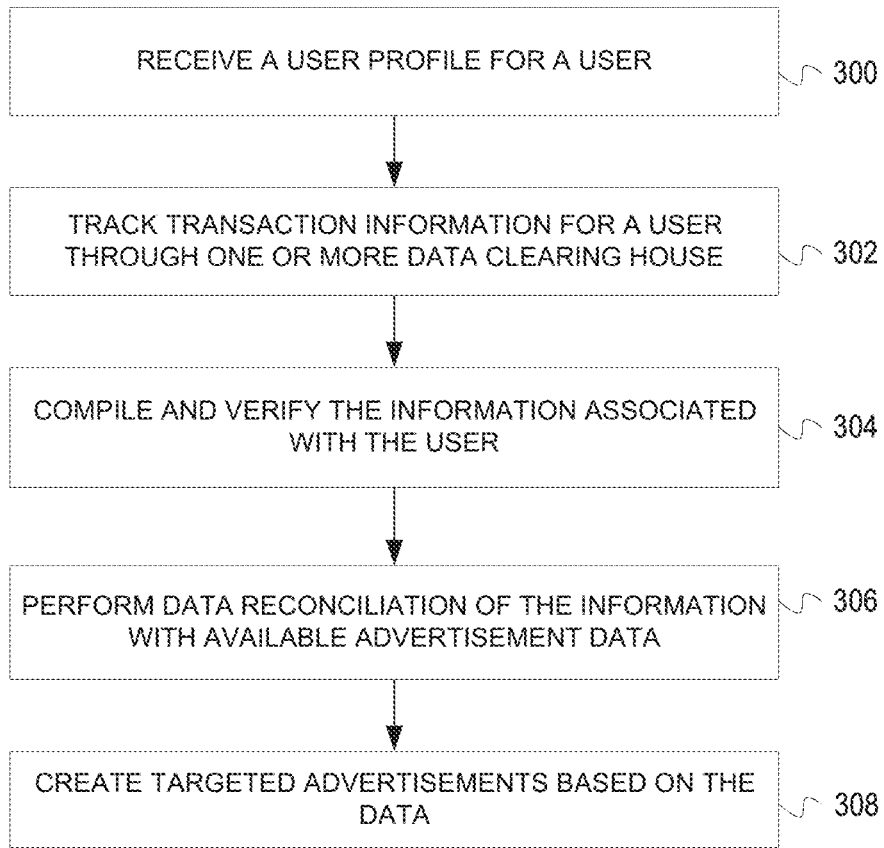 RECEIVE A USER PROFILE FOR A USER
300
TRACK TRANSACTION INFORMATION FOR A USER
THROUGH ONE OR MORE DATA CLEARING HOUSE
302
COMPILE AND VERIFY THE INFORMATION ASSOCIATED
WITH THE USER
304
PERFORM DATA RECONCILIATION OF THE INFORMATION
WITH AVAILABLE ADVERTISEMENT DATA
306
CREATE TARGETED ADVERTISEMENTS BASED ON THE
DATA
308